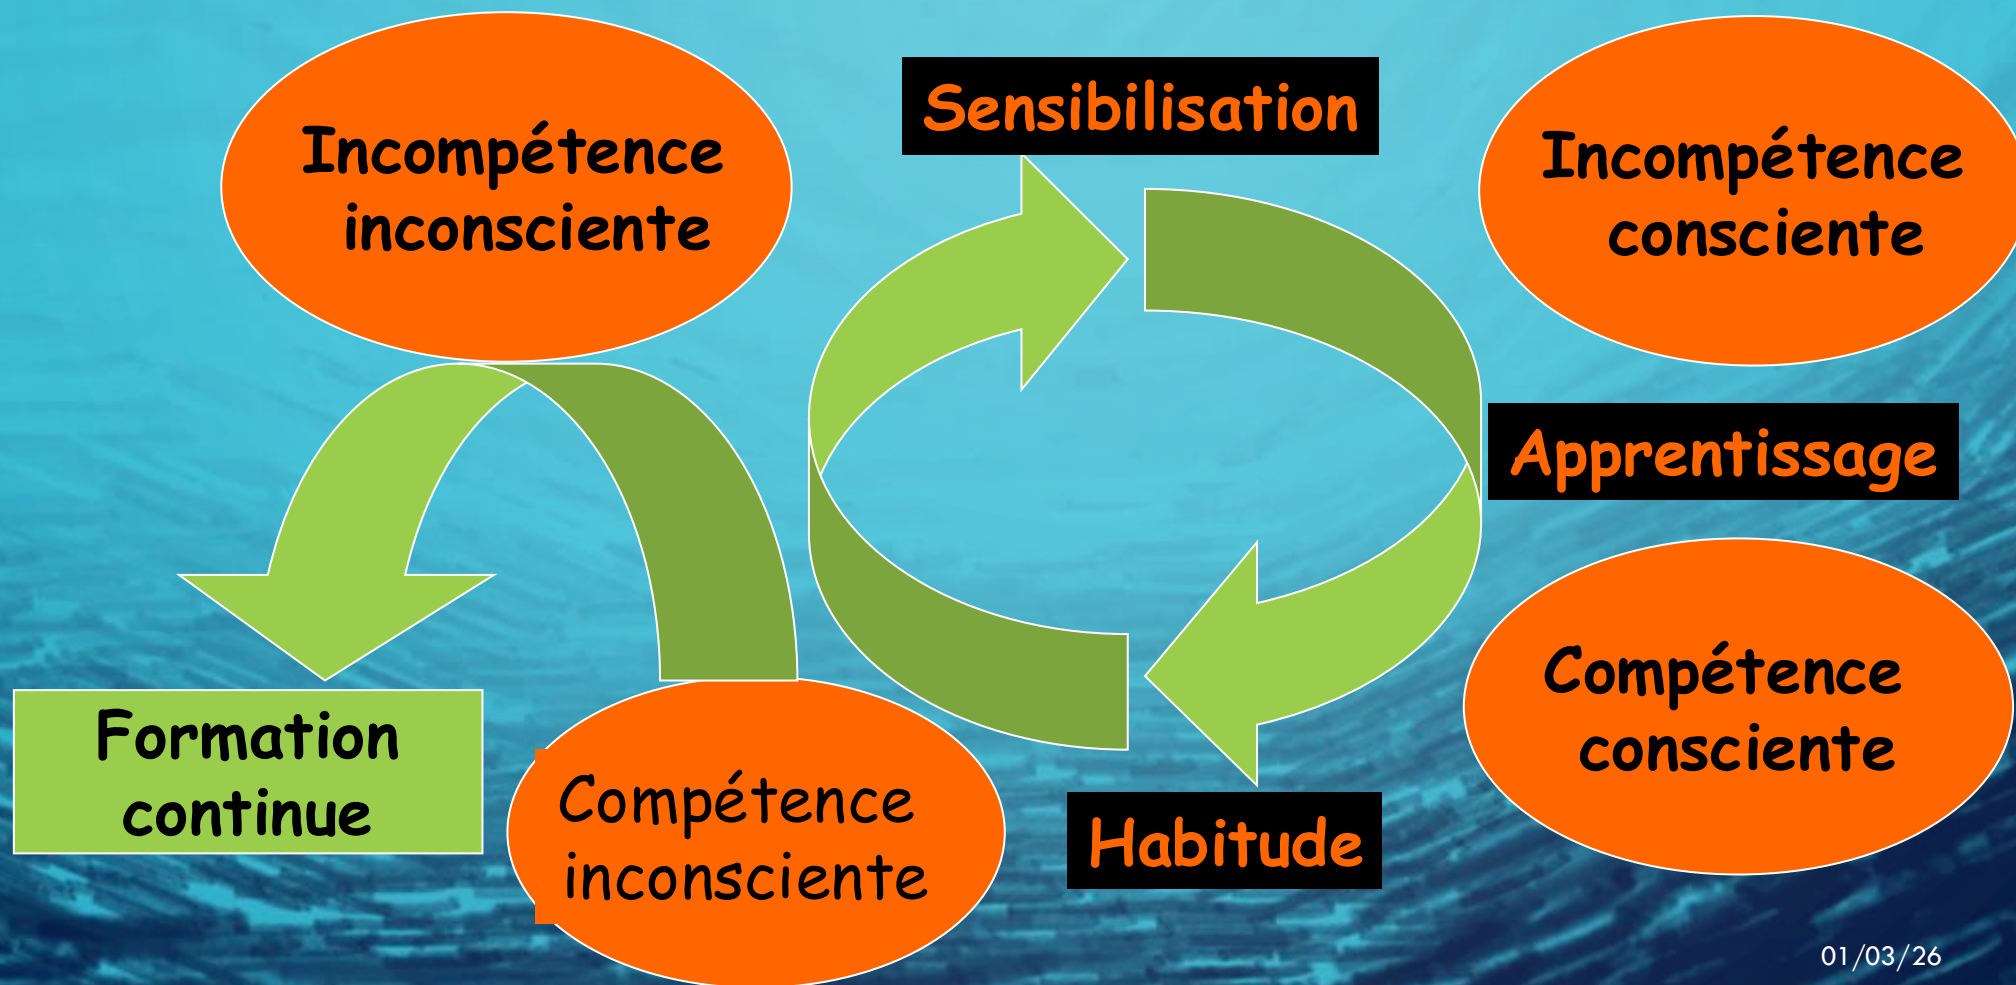 Incompétence
inconsciente
Sensibilisation
Incompétence
consciente
Apprentissage
Compétence
consciente
Habitude
Compétence
inconsciente
Formation
continue
01/03/26